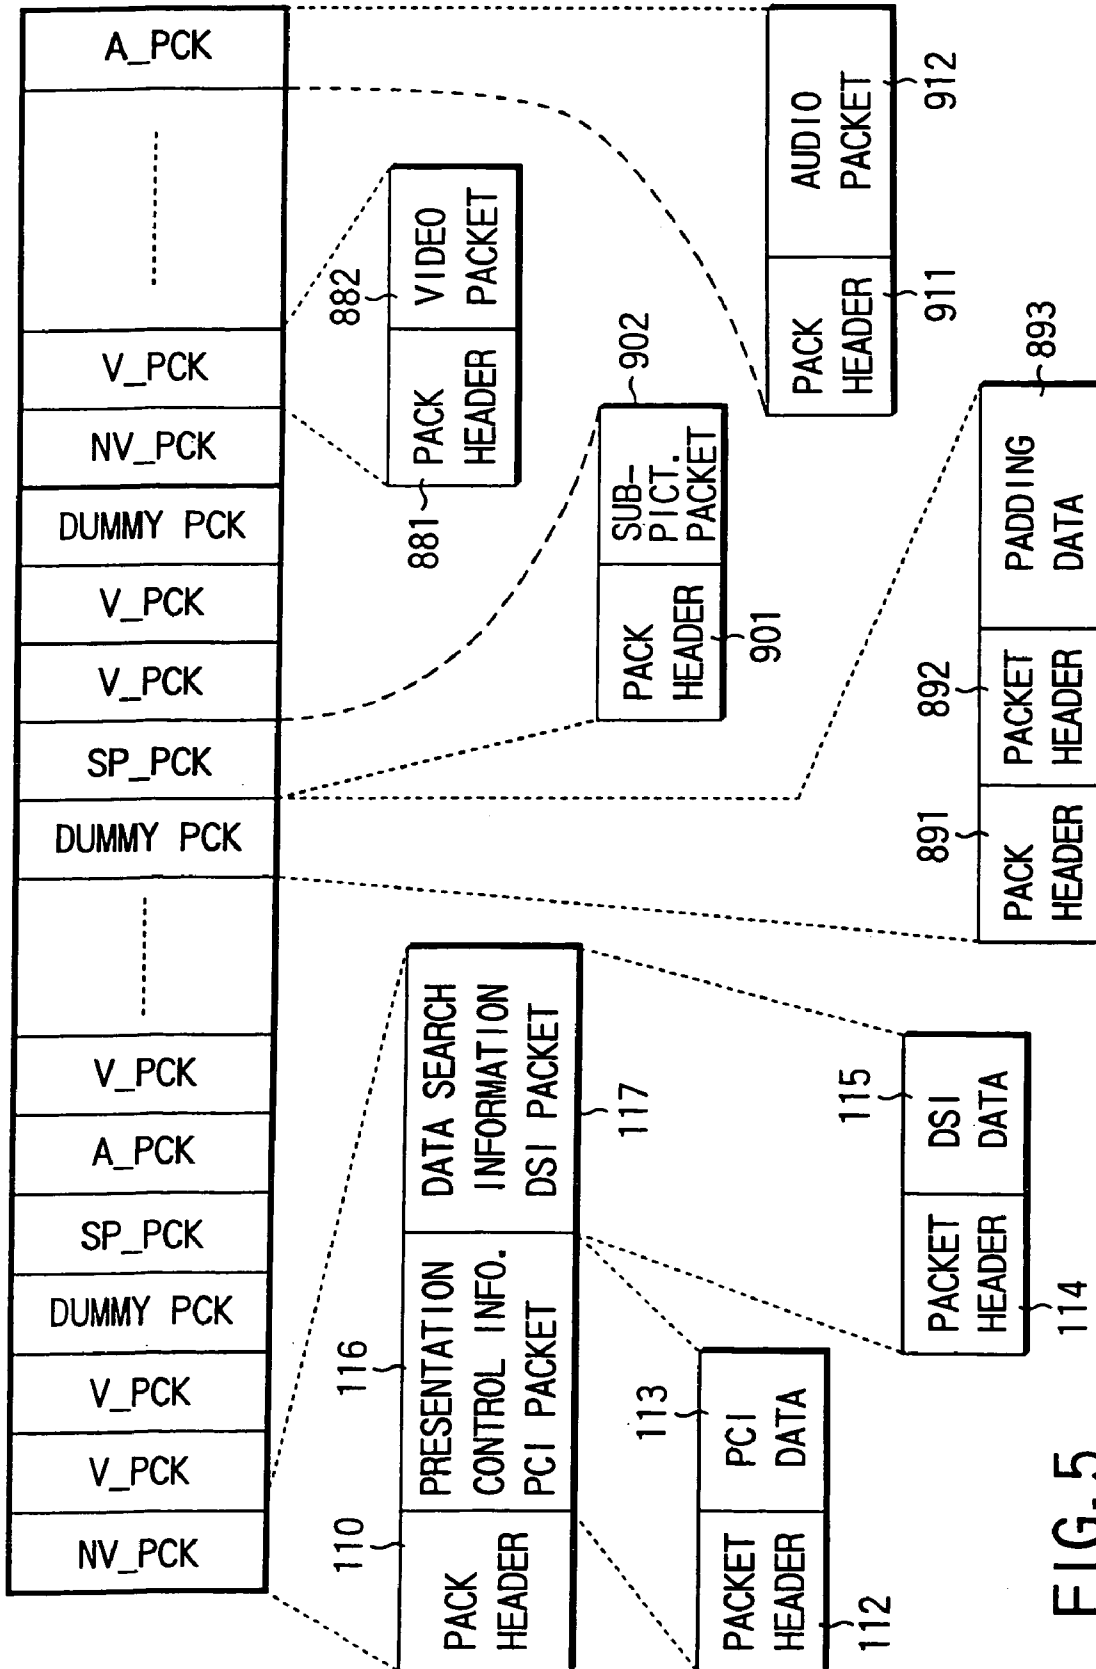 NV_PCK
V_PCK
V_PCK
DUMMY PCK
SP_PCK
A_PCK
V_PCK
DUMMY PCK
SP_PCK
V_PCK
V_PCK
DUMMY PCK
NV_PCK
V_PCK
A_PCK
110
PACK
HEADER
116
PRESENTATION
CONTROL INFO.
PCI PACKET
DATA SEARCH
INFORMATION
DSI PACKET
117
881
PACK
HEADER
882
VIDEO
PACKET
PACK
HEADER
901
SUB-
PICT.
PACKET
902
112
PACKET
HEADER
113
PCI
DATA
PACK
HEADER
911
AUDIO
PACKET
912
PACKET
HEADER
114
115
DSI
DATA
891
PACK
HEADER
892
PACKET
HEADER
PADDING
DATA
893
FIG. 5